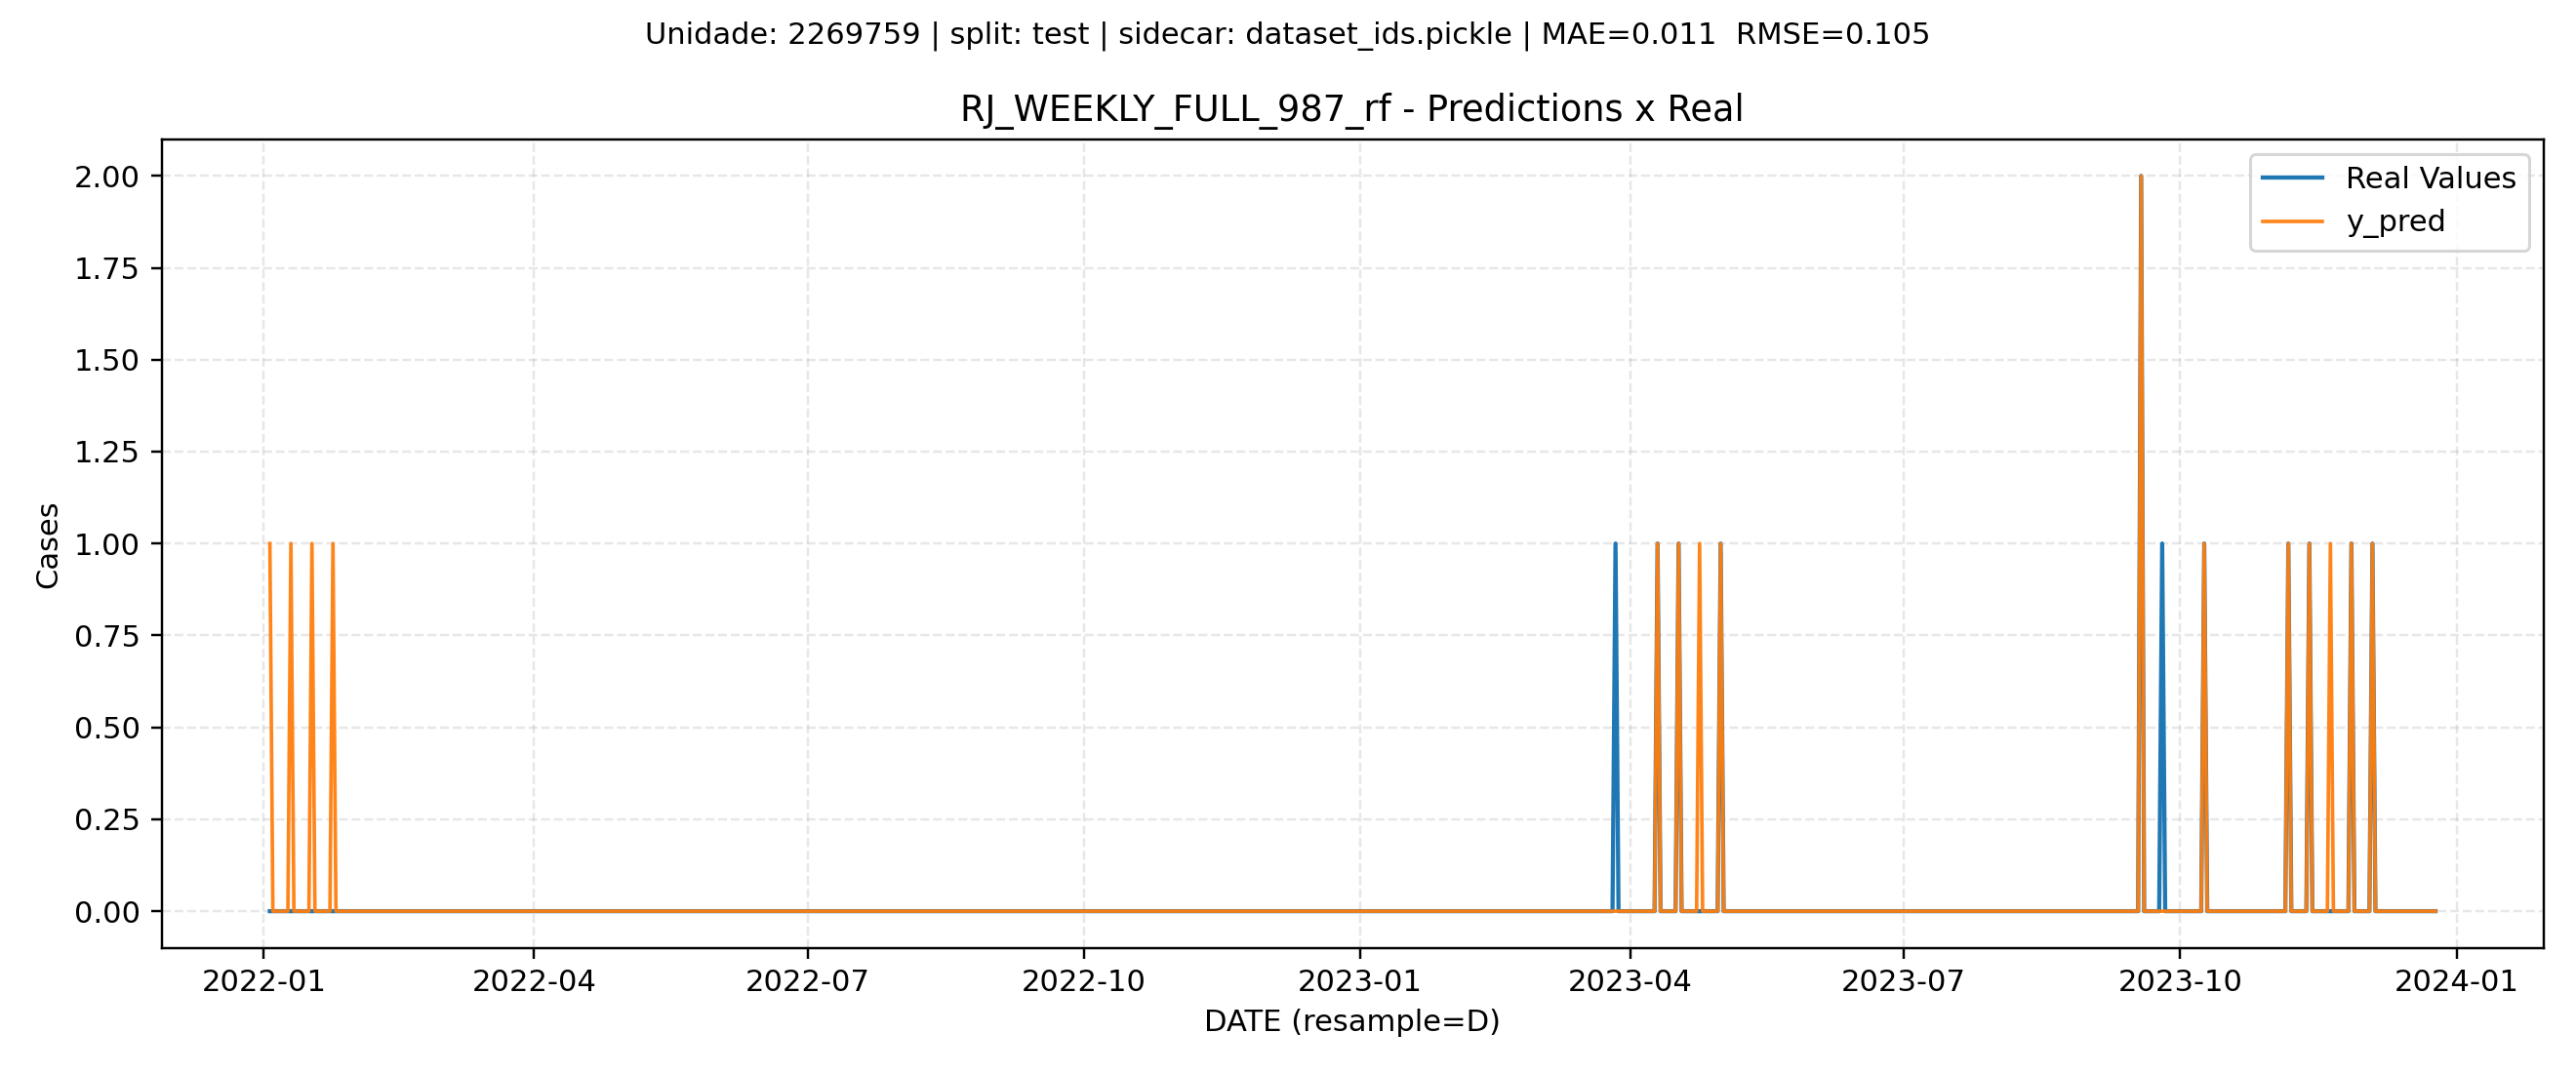 Unidade: 2269759 | split: test | sidecar: dataset_ids.pickle | MAE=0.011  RMSE=0.105
RJ_WEEKLY_FULL_987_rf - Predictions x Real
Real Values
y_pred
2.00
1.75
1.50
1.25
1.00
0.75
0.50
0.25
0.00
Cases
2022-01 2022-04 2022-07 2022-10 2023-01 2023-04 2023-07 2023-10 2024-01
DATE (resample=D)